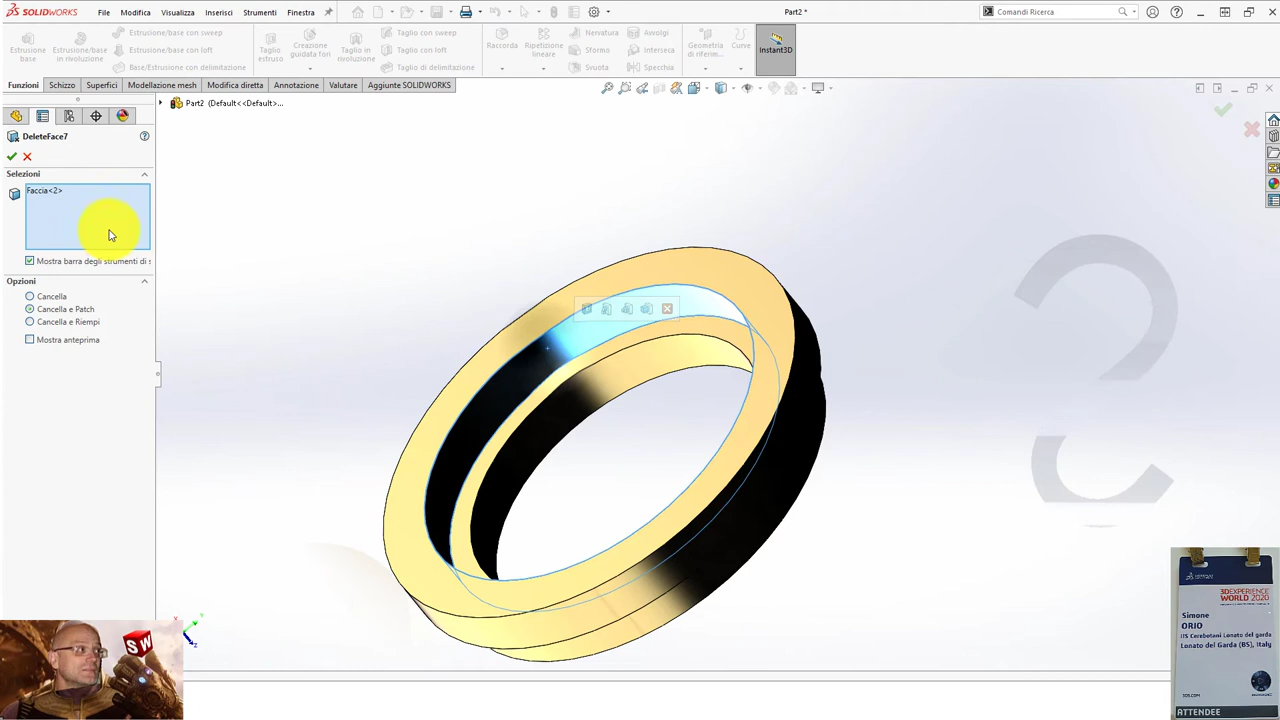 SOLIDWORKS
File
Modifica
Visualizza
Inserisci
Strumenti
Finestra
Part2 *
Comandi Ricerca
Estrusione base
Estrusione/base in rivoluzione
Estrusione/base con sweep
Estrusione/base con loft
Base/Estrusione con delimitazione
Taglio estruso
Creazione guidata fori
Taglio in rivoluzione
Taglio con sweep
Taglio con loft
Taglio di delimitazione
Raccorda
Ripetizione lineare
Nervatura
Sformo
Svuota
Avvolgi
Interseca
Specchia
Geometria di riferim...
Curve
Instant3D
Funzioni
Schizzo
Superfici
Modellazione mesh
Modifica diretta
Annotazione
Valutare
Aggiunte SOLIDWORKS
Part2 (Default<<Default>...
DeleteFace7
Selezioni
Faccia<2>
Mostra barra degli strumenti di s
Opzioni
Cancella
Cancella e Patch
Cancella e Riempi
Mostra anteprima
SW
SOLIDWORKS
3DEXPERIENCE
WORLD 2020
Simone
ORIO
IIS Cerebotani Lonato del garda
Lonato del Garda (BS), Italy
3DS.COM
ATTENDEE